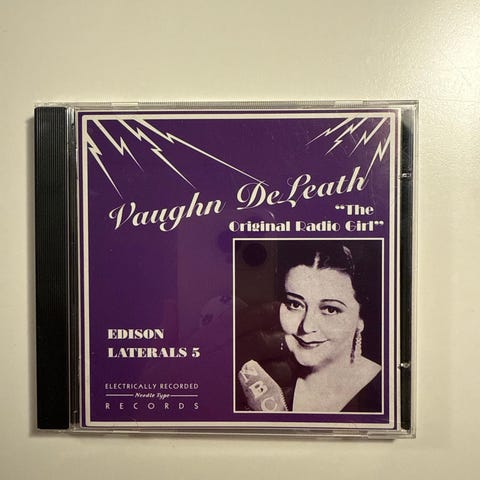 Vaughn DeLeath
"The
Original Radio Girl"
EDISON
LATERALS 5
ELECTRICALLY RECORDED
Needle Type
RECORDS